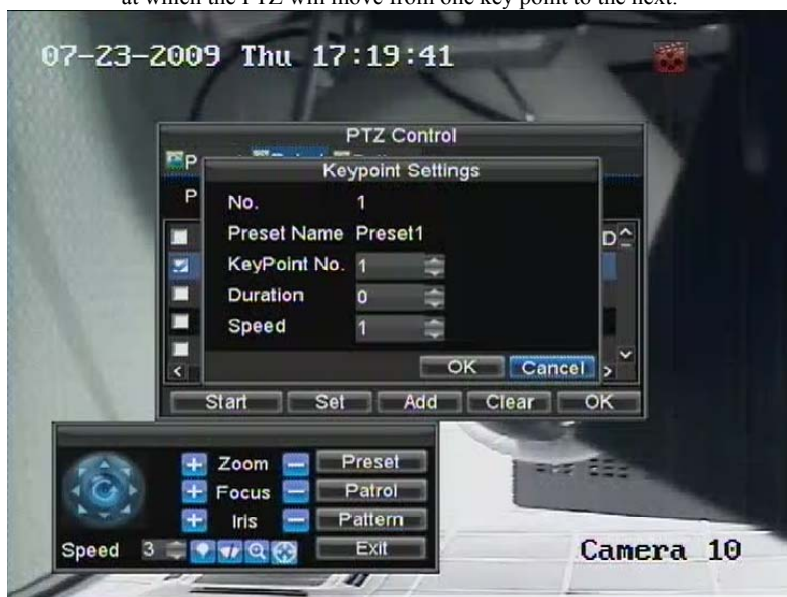 at which the PTZ will move from one key point to the next.
07-23-2009 Thu 17:19:41
PTZ Control
P
Keypoint Settings
P
No. 1
Preset Name Preset1
D
KeyPoint No. 1
Duration 0
Speed 1
OK Cancel
Start Set Add Clear OK
Zoom Preset
Focus Patrol
Iris Pattern
Speed 3 Exit
Camera 10